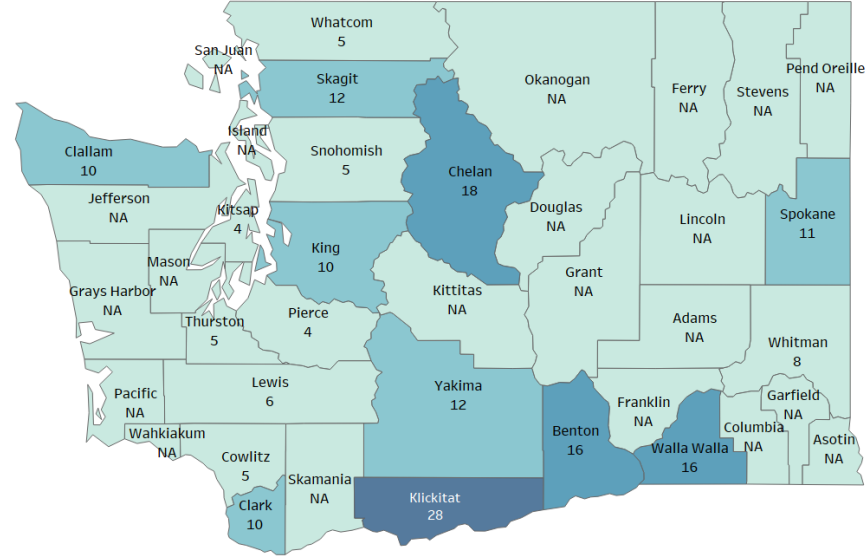 Whatcom
5
San Juan
NA
Skagit
12
Okanogan
NA
Ferry
NA
Stevens
NA
Pend Oreille
NA
Island
NA
Snohomish
5
Clallam
10
Chelan
18
Jefferson
NA
Kitsap
4
Douglas
NA
Lincoln
NA
Spokane
11
King
10
Mason
NA
Grant
NA
Kittitas
NA
Grays Harbor
NA
Thurston
5
Pierce
4
Adams
NA
Whitman
8
Lewis
6
Yakima
12
Pacific
NA
Franklin
NA
Garfield
NA
Wahkiakum
NA
Benton
16
Walla Walla
16
Columbia
NA
Asotin
NA
Cowlitz
5
Skamania
NA
Clark
10
Klickitat
28